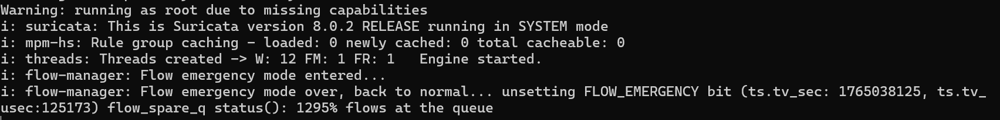 Warning: running as root due to missing capabilities
i: suricata: This is Suricata version 8.0.2 RELEASE running in SYSTEM mode
i: mpm-hs: Rule group caching - loaded: 0 newly cached: 0 total cacheable: 0
i: threads: Threads created -> W: 12 FM: 1 FR: 1   Engine started.
i: flow-manager: Flow emergency mode entered...
i: flow-manager: Flow emergency mode over, back to normal... unsetting FLOW_EMERGENCY bit (ts.tv_sec: 1765038125, ts.tv_
usec:125173) flow_spare_q status(): 1295% flows at the queue